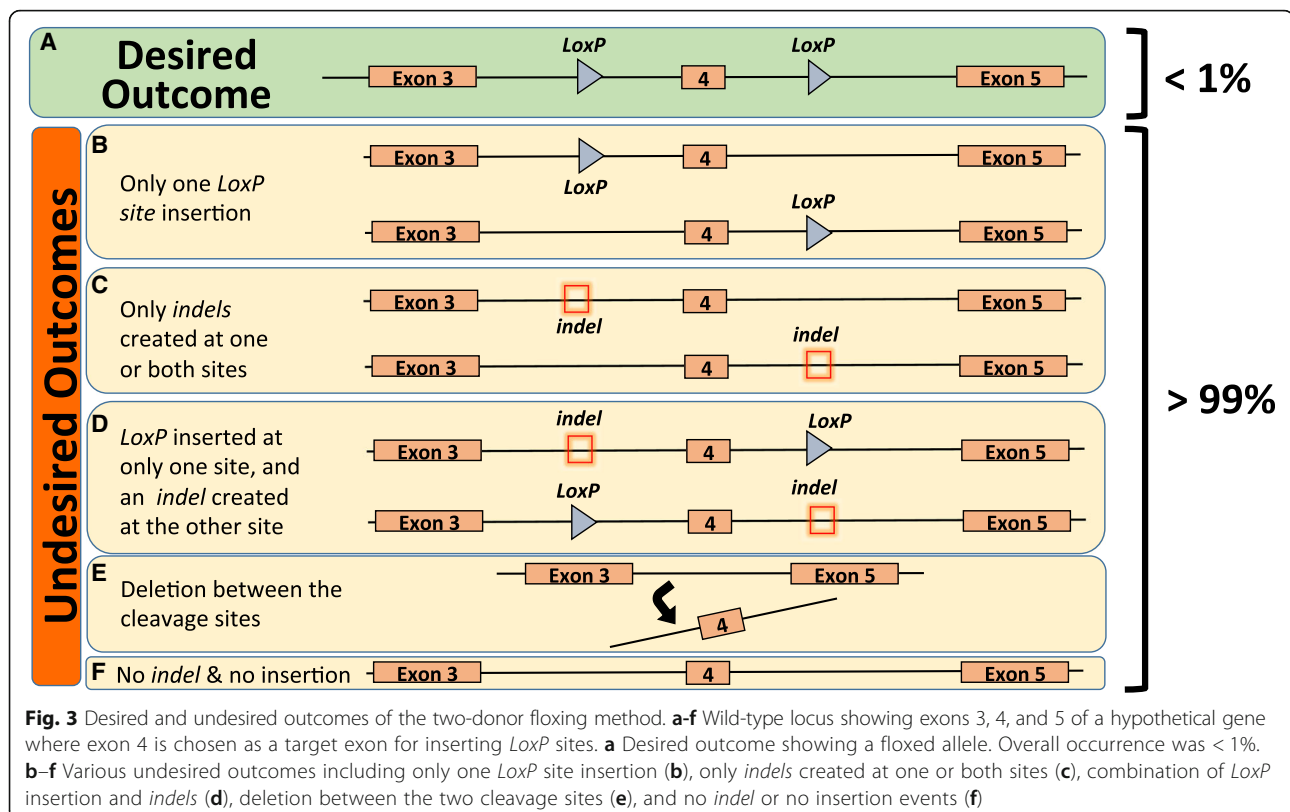 A
Desired
Outcome
LoxP
LoxP
Exon 3
4
Exon 5
< 1%
Undesired Outcomes
B
Only one LoxP
site insertion
Exon 3
4
Exon 5
LoxP
LoxP
Exon 3
4
Exon 5
C
Only indels
created at one
or both sites
Exon 3
4
Exon 5
indel
indel
Exon 3
4
Exon 5
> 99%
D
LoxP inserted at
only one site, and
an indel created
at the other site
indel
LoxP
Exon 3
4
Exon 5
LoxP
indel
Exon 3
4
Exon 5
E
Deletion between the
cleavage sites
Exon 3
Exon 5
4
F No indel & no insertion
Exon 3
4
Exon 5
Fig. 3 Desired and undesired outcomes of the two-donor floxing method. a-f Wild-type locus showing exons 3, 4, and 5 of a hypothetical gene
where exon 4 is chosen as a target exon for inserting LoxP sites. a Desired outcome showing a floxed allele. Overall occurrence was < 1%.
b–f Various undesired outcomes including only one LoxP site insertion (b), only indels created at one or both sites (c), combination of LoxP
insertion and indels (d), deletion between the two cleavage sites (e), and no indel or no insertion events (f)